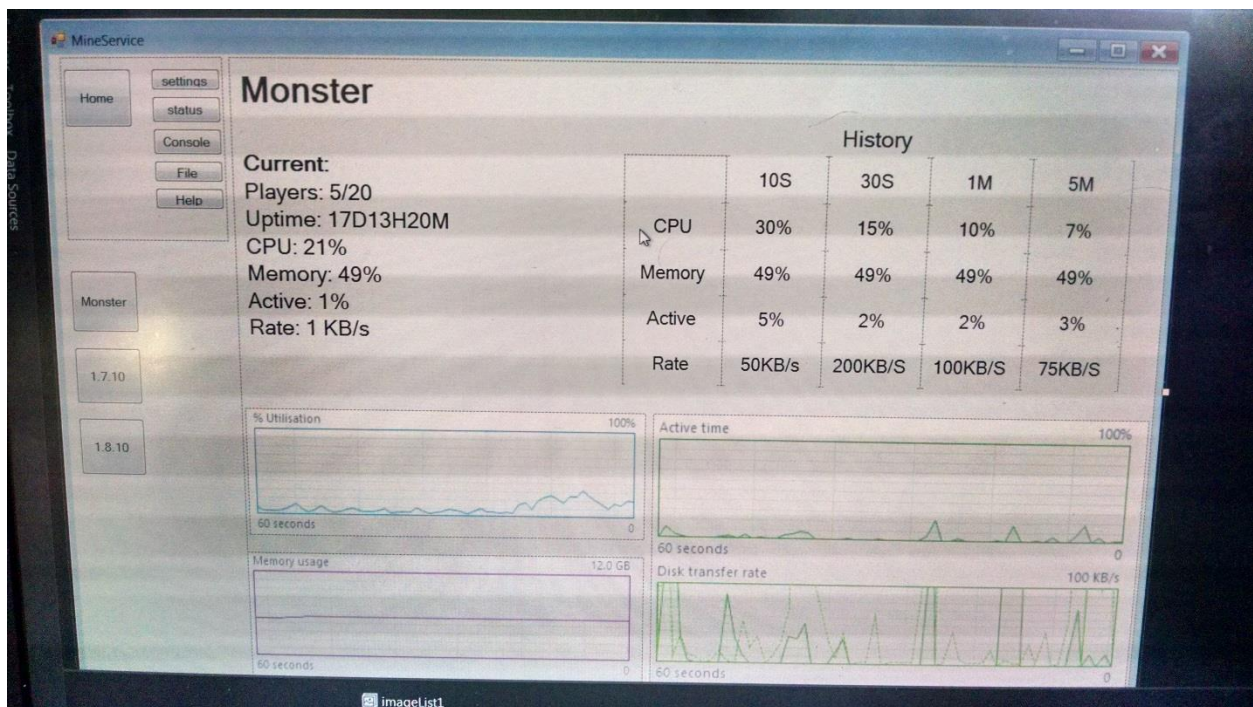 MineService
Home
settings
status
Console
File
Help
Monster
1.7.10
1.8.10
Monster
Current:
Players: 5/20
Uptime: 17D13H20M
CPU: 21%
Memory: 49%
Active: 1%
Rate: 1 KB/s
History
10S 30S 1M 5M
CPU 30% 15% 10% 7%
Memory 49% 49% 49% 49%
Active 5% 2% 2% 3%
Rate 50KB/s 200KB/S 100KB/S 75KB/S
% Utilisation 100%
60 seconds 0
Active time 100%
60 seconds 0
Memory usage 12.0 GB
60 seconds 0
Disk transfer rate 100 KB/s
60 seconds 0
Toolbox Data Sources
imageList1